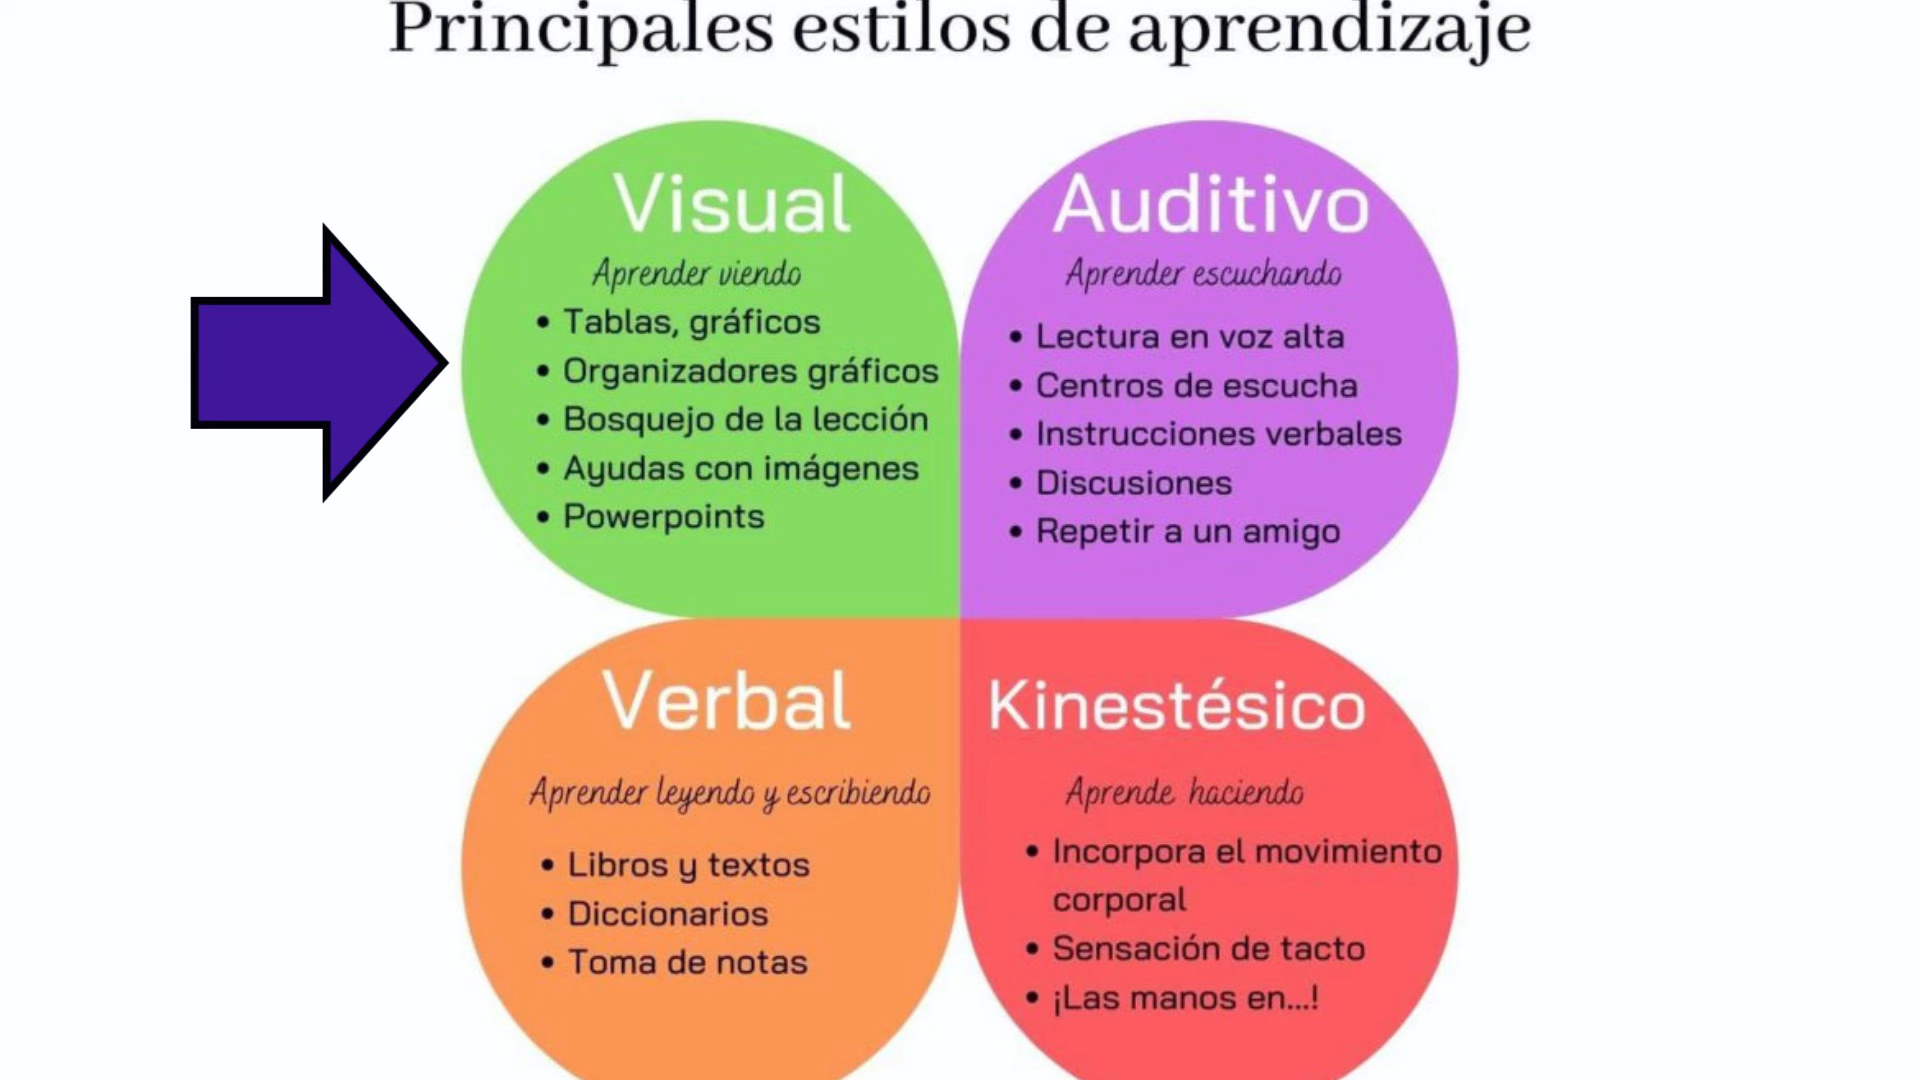 Principales estilos de aprendizaje
Visual
Aprender viendo
• Tablas, gráficos
• Organizadores gráficos
• Bosquejo de la lección
• Ayudas con imágenes
• Powerpoints
Auditivo
Aprender escuchando
• Lectura en voz alta
• Centros de escucha
• Instrucciones verbales
• Discusiones
• Repetir a un amigo
Verbal
Aprender leyendo y escribiendo
• Libros y textos
• Diccionarios
• Toma de notas
Kinestésico
Aprende haciendo
• Incorpora el movimiento
corporal
• Sensación de tacto
• ¡Las manos en...!